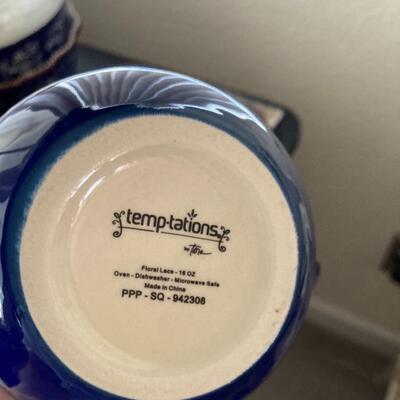 temp-tations
by Tara
Floral Lace - 16 OZ
Oven - Dishwasher - Microwave Safe
Made in China
PPP - SQ - 942308